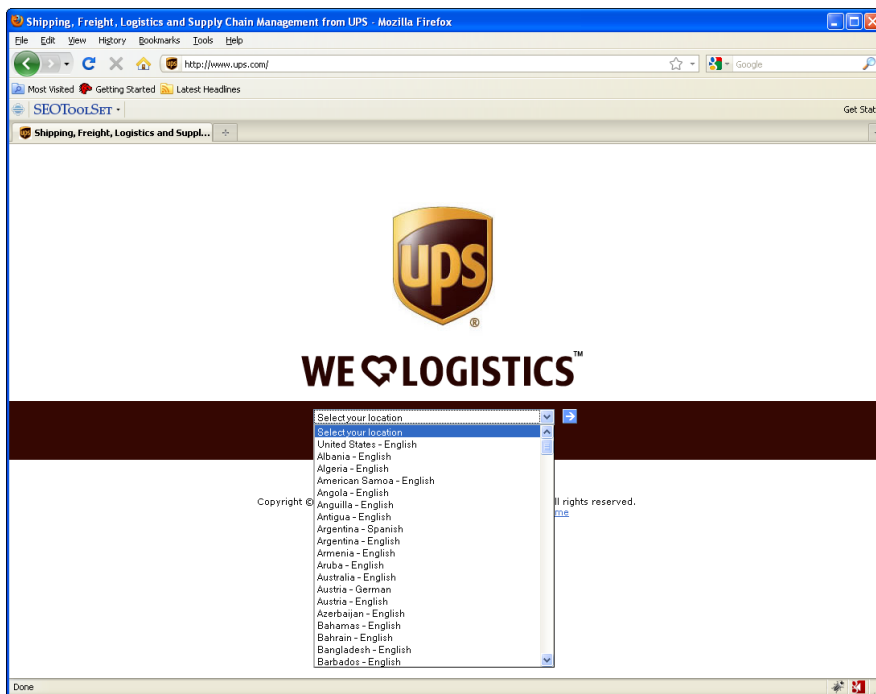 Shipping, Freight, Logistics and Supply Chain Management from UPS - Mozilla Firefox
File Edit View History Bookmarks Tools Help
http://www.ups.com/
Google
Most Visited Getting Started Latest Headlines
SEOToolSet
Get Stat
Shipping, Freight, Logistics and Suppl...
ups
®
WE LOGISTICS™
Select your location
Select your location
United States - English
Albania - English
Algeria - English
American Samoa - English
Angola - English
Copyright © ll rights reserved.
Anguilla - English
Antigua - English
me
Argentina - Spanish
Argentina - English
Armenia - English
Aruba - English
Australia - English
Austria - German
Austria - English
Azerbaijan - English
Bahamas - English
Bahrain - English
Bangladesh - English
Barbados - English
Done